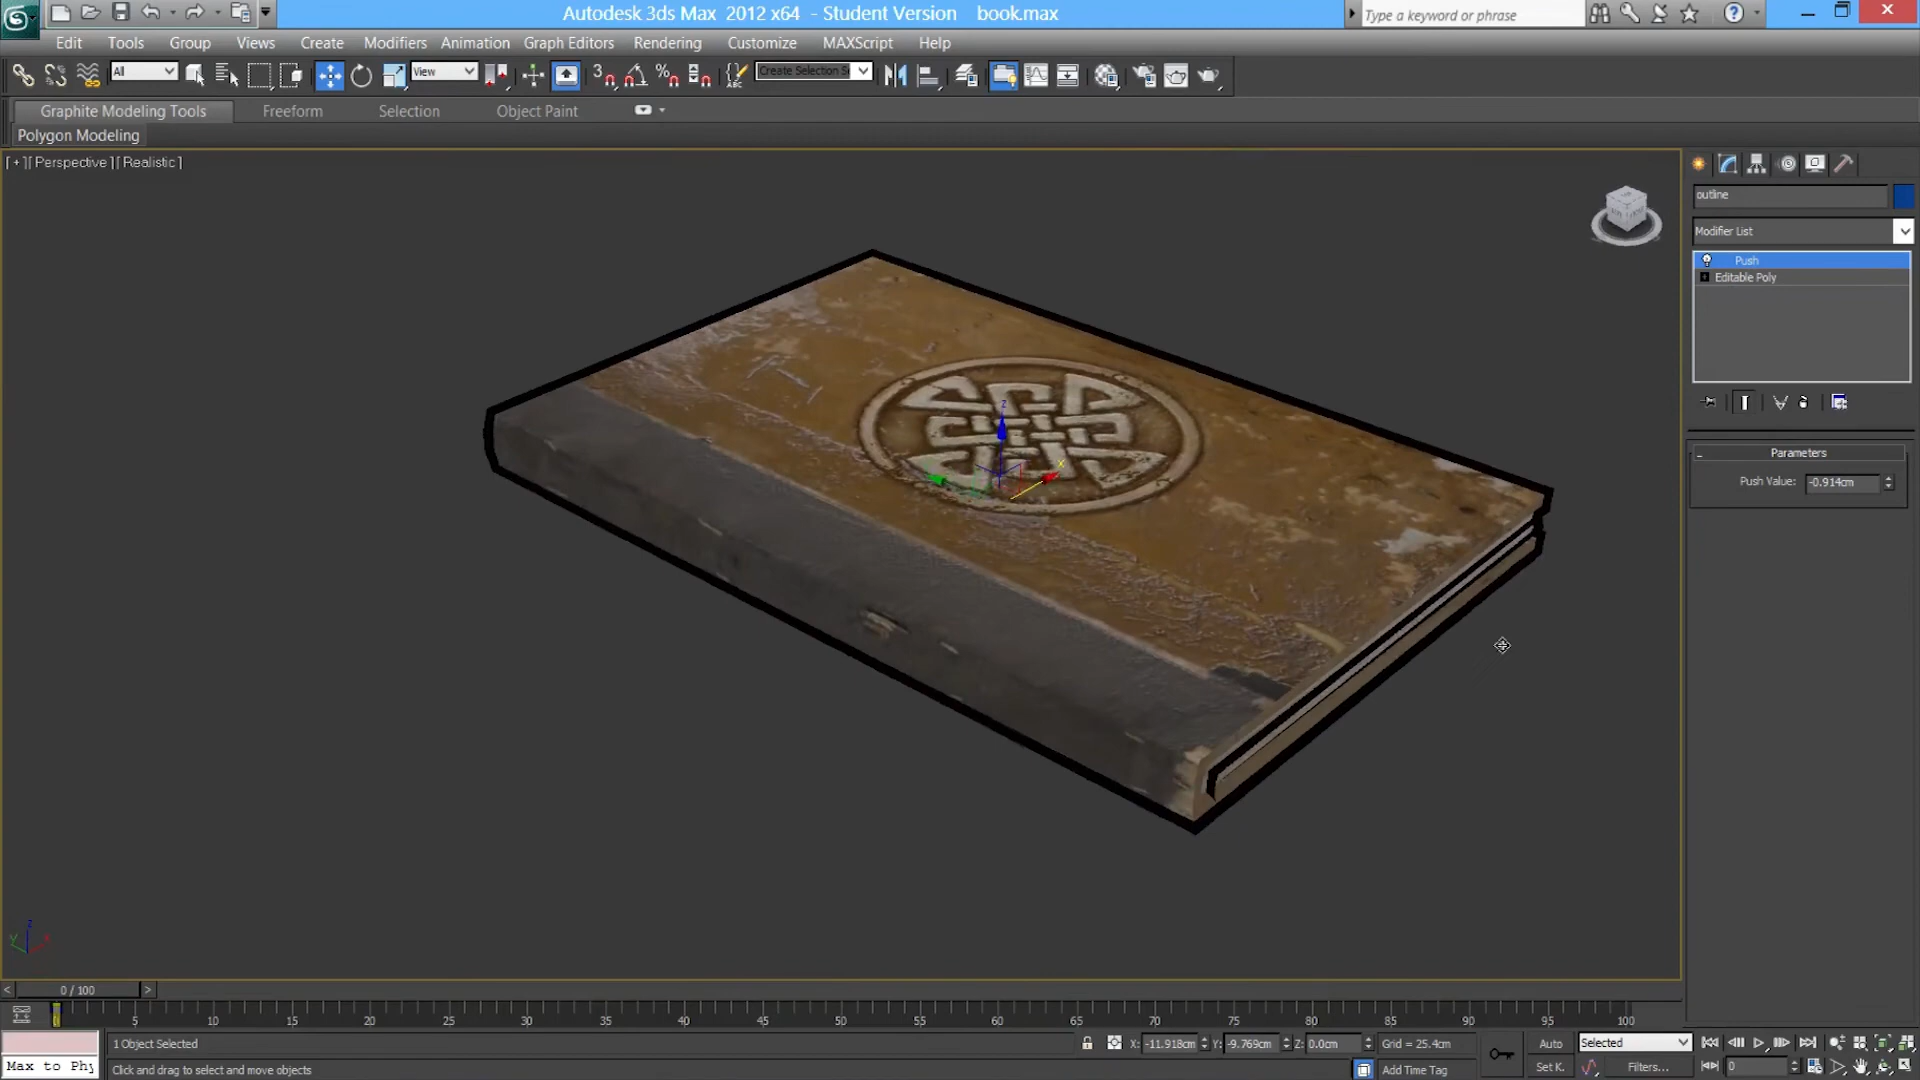 Autodesk 3ds Max 2012 x64 - Student Version book.max
Type a keyword or phrase
Edit Tools Group Views Create Modifiers Animation Graph Editors Rendering Customize MAXScript Help
All View Create Selection S
Graphite Modeling Tools Freeform Selection Object Paint
Polygon Modeling
[ + ] [ Perspective ] [ Realistic ]
outline
Modifier List
Push
Editable Poly
Parameters
Push Value: -0.914cm
z
x
< 0 / 100 >
0 5 10 15 20 25 30 35 40 45 50 55 60 65 70 75 80 85 90 95 100
1 Object Selected X: -11.918cm Y: -9.769cm Z: 0.0cm Grid = 25.4cm Auto Selected
Max to Phy Click and drag to select and move objects Add Time Tag Set K. Filters... 0